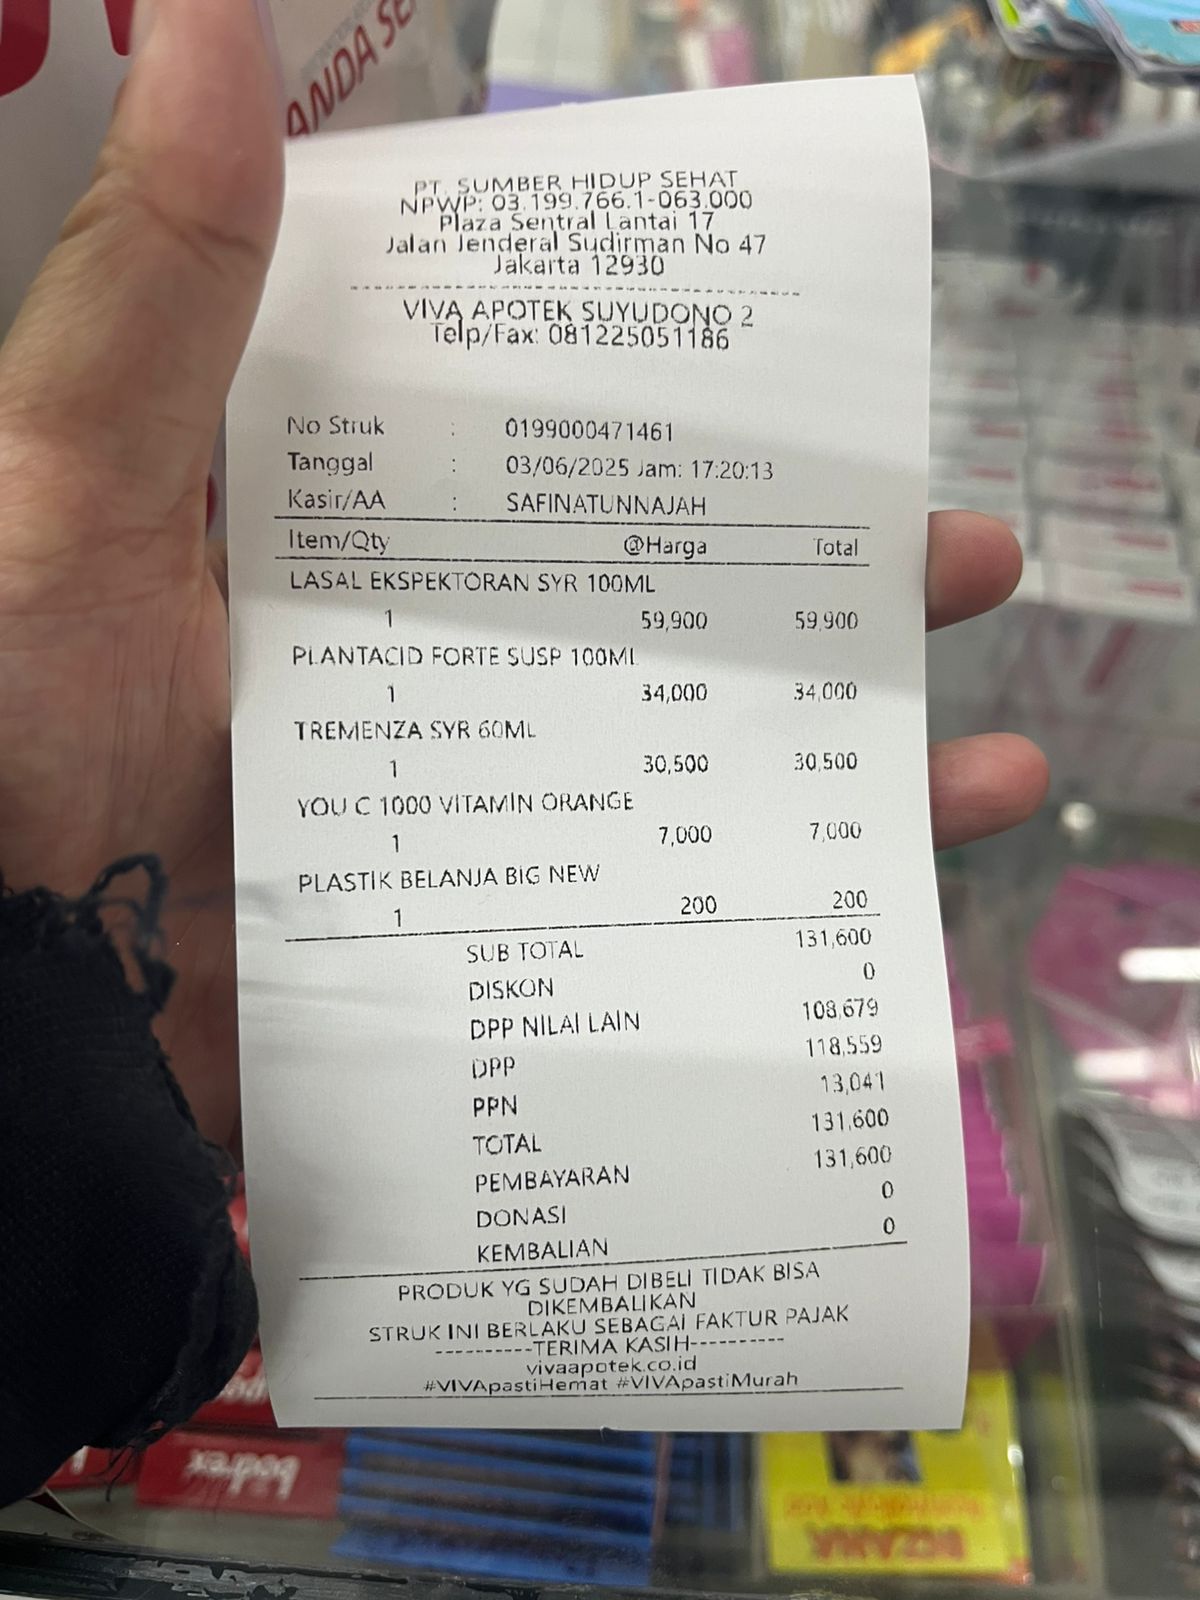 ANDA SE
PT. SUMBER HIDUP SEHAT
NPWP: 03.199.766.1-063.000
Plaza Sentral Lantai 17
Jalan Jenderal Sudirman No 47
Jakarta 12930
VIVA APOTEK SUYUDONO 2
Telp/Fax: 081225051186
No Struk : 0199000471461
Tanggal : 03/06/2025 Jam: 17:20:13
Kasir/AA : SAFINATUNNAJAH
Item/Qty @Harga Total
LASAL EKSPEKTORAN SYR 100ML
1 59,900 59,900
PLANTACID FORTE SUSP 100ML
1 34,000 34,000
TREMENZA SYR 60ML
1 30,500 30,500
YOU C 1000 VITAMIN ORANGE
1 7,000 7,000
PLASTIK BELANJA BIG NEW
1 200 200
SUB TOTAL 131,600
DISKON 0
DPP NILAI LAIN 108,679
DPP 118,559
PPN 13,041
TOTAL 131,600
PEMBAYARAN 131,600
DONASI 0
KEMBALIAN 0
PRODUK YG SUDAH DIBELI TIDAK BISA
DIKEMBALIKAN
STRUK INI BERLAKU SEBAGAI FAKTUR PAJAK
----------TERIMA KASIH----------
vivaapotek.co.id
#VIVApastiHemat #VIVApastiMurah
bodrex